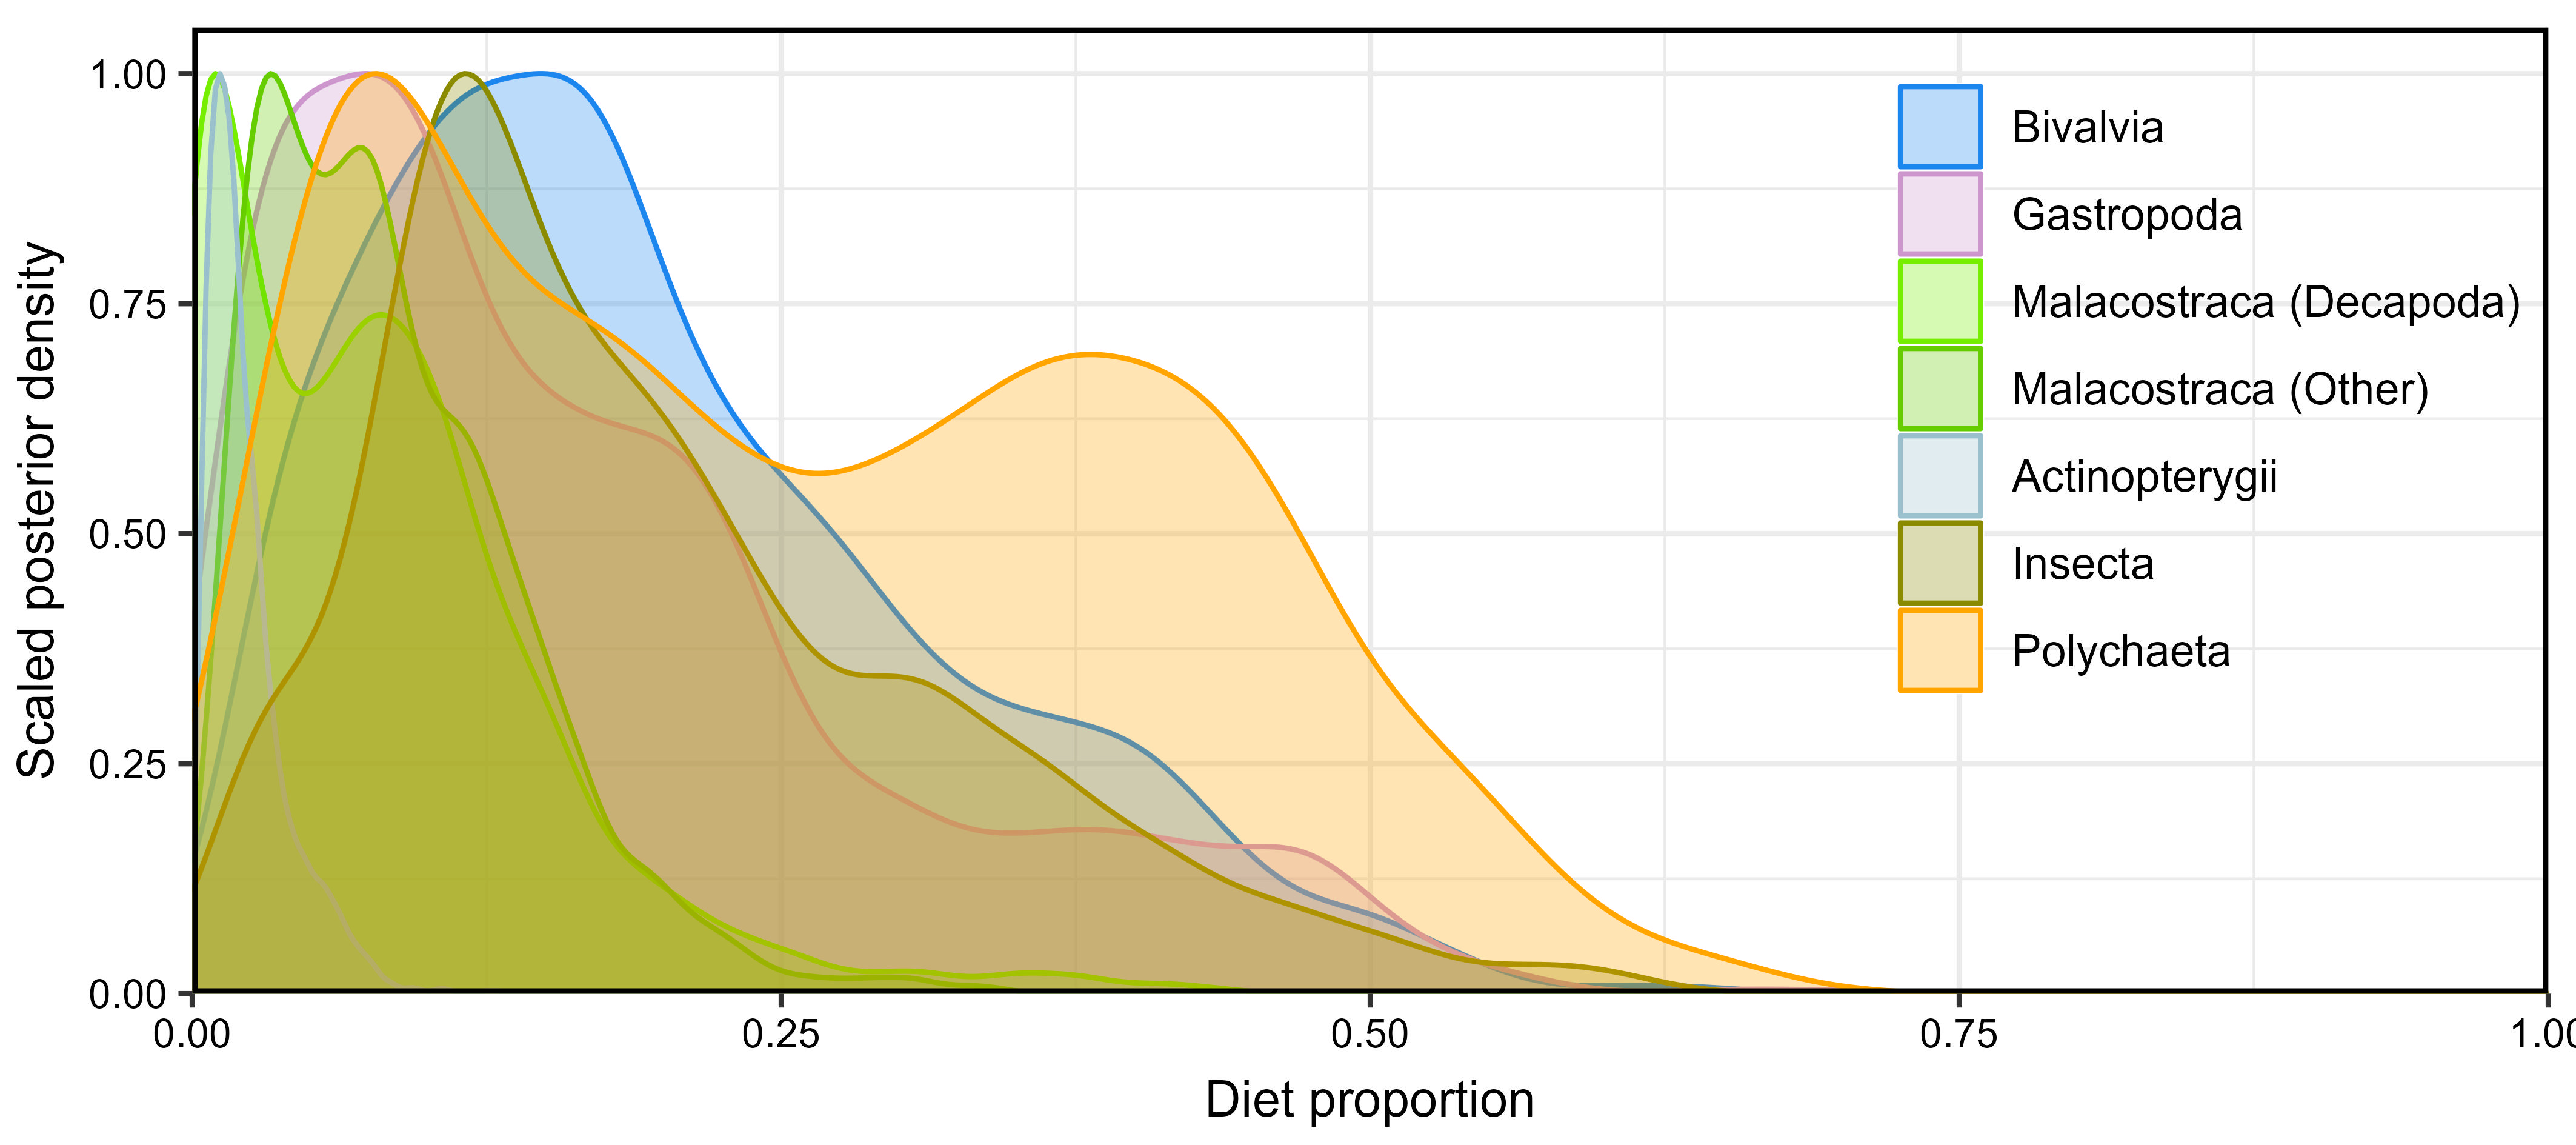 Scaled posterior density
1.00
0.75
0.50
0.25
0.00
0.00
0.25
0.50
0.75
1.00
Diet proportion
Bivalvia
Gastropoda
Malacostraca (Decapoda)
Malacostraca (Other)
Actinopterygii
Insecta
Polychaeta